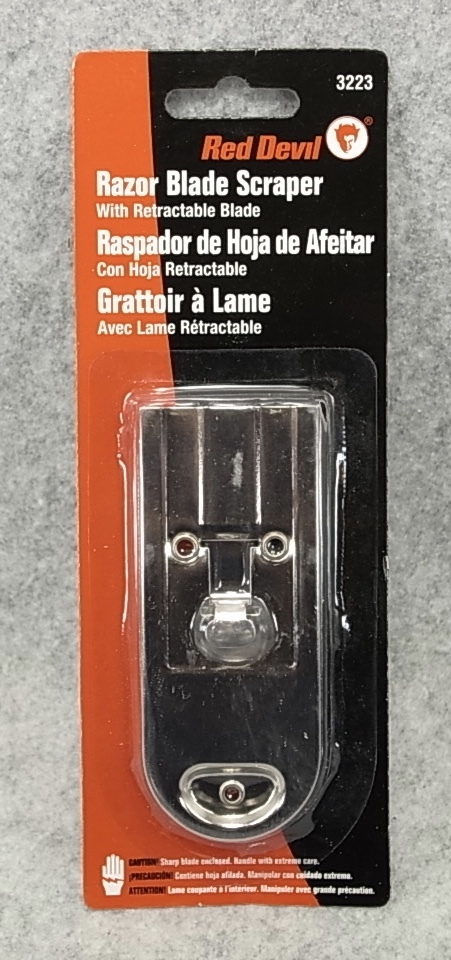 3223
Red Devil ®
Razor Blade Scraper
With Retractable Blade
Raspador de Hoja de Afeitar
Con Hoja Retractable
Grattoir à Lame
Avec Lame Rétractable
CAUTION! Sharp blade enclosed. Handle with extreme care.
¡PRECAUCIÓN! Contiene hoja afilada. Manipolar con cuidado extremo.
ATTENTION! Lame coupante à l'intérieur. Manipuler avec grande précaution.